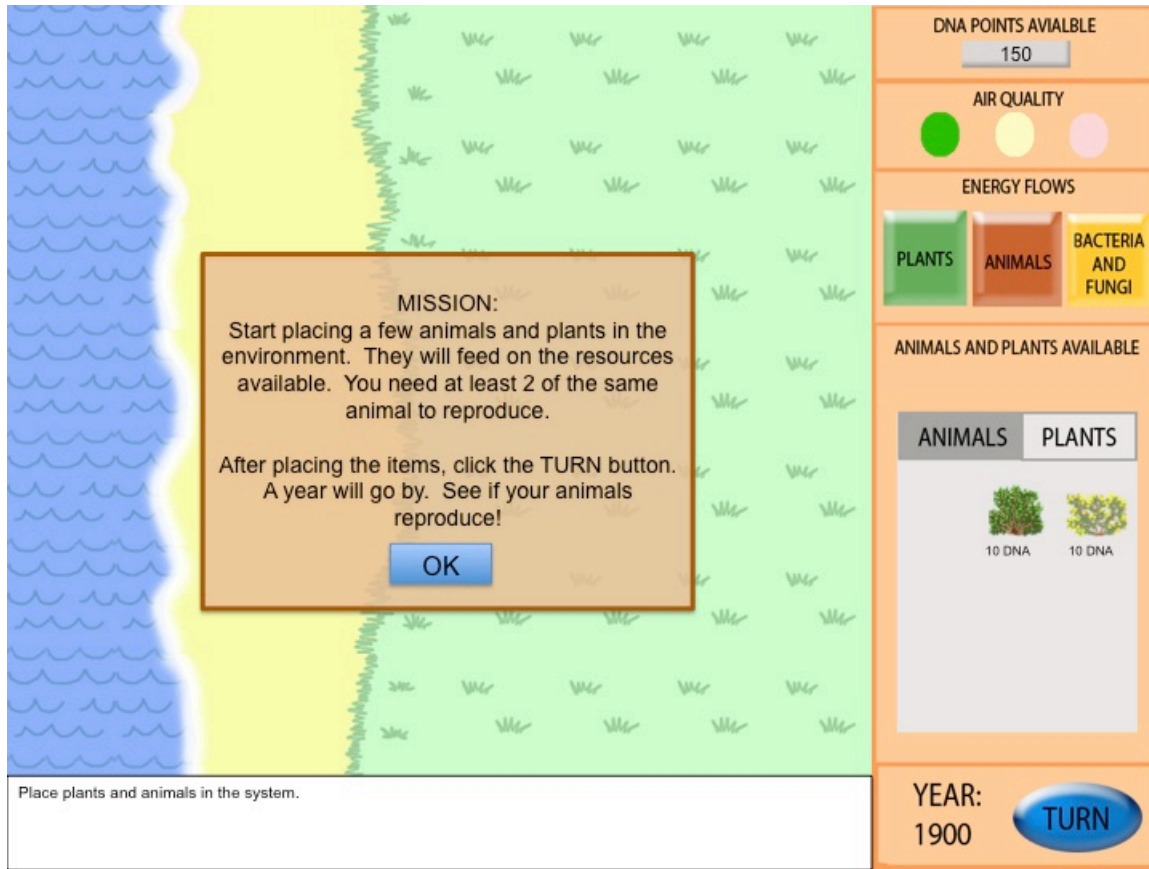 DNA POINTS AVIALBLE
150
AIR QUALITY
ENERGY FLOWS
PLANTS
ANIMALS
BACTERIA
AND
FUNGI
ANIMALS AND PLANTS AVAILABLE
ANIMALS
PLANTS
10 DNA
10 DNA
MISSION:
Start placing a few animals and plants in the
environment. They will feed on the resources
available. You need at least 2 of the same
animal to reproduce.
After placing the items, click the TURN button.
A year will go by. See if your animals
reproduce!
OK
Place plants and animals in the system.
YEAR:
1900
TURN